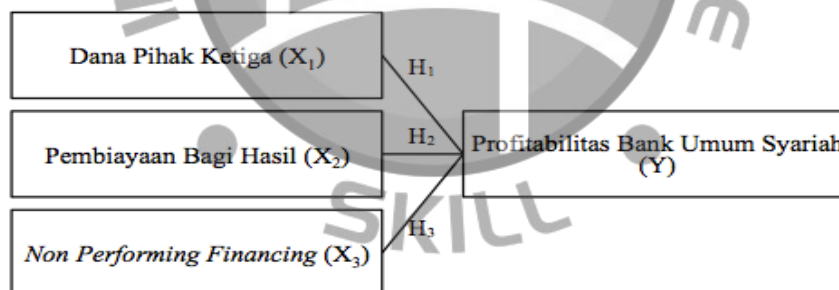 Dana Pihak Ketiga (X₁)
H₁
Pembiayaan Bagi Hasil (X₂)
H₂
Profitabilitas Bank Umum Syariah
(Y)
Non Performing Financing (X₃)
H₃
SKILL